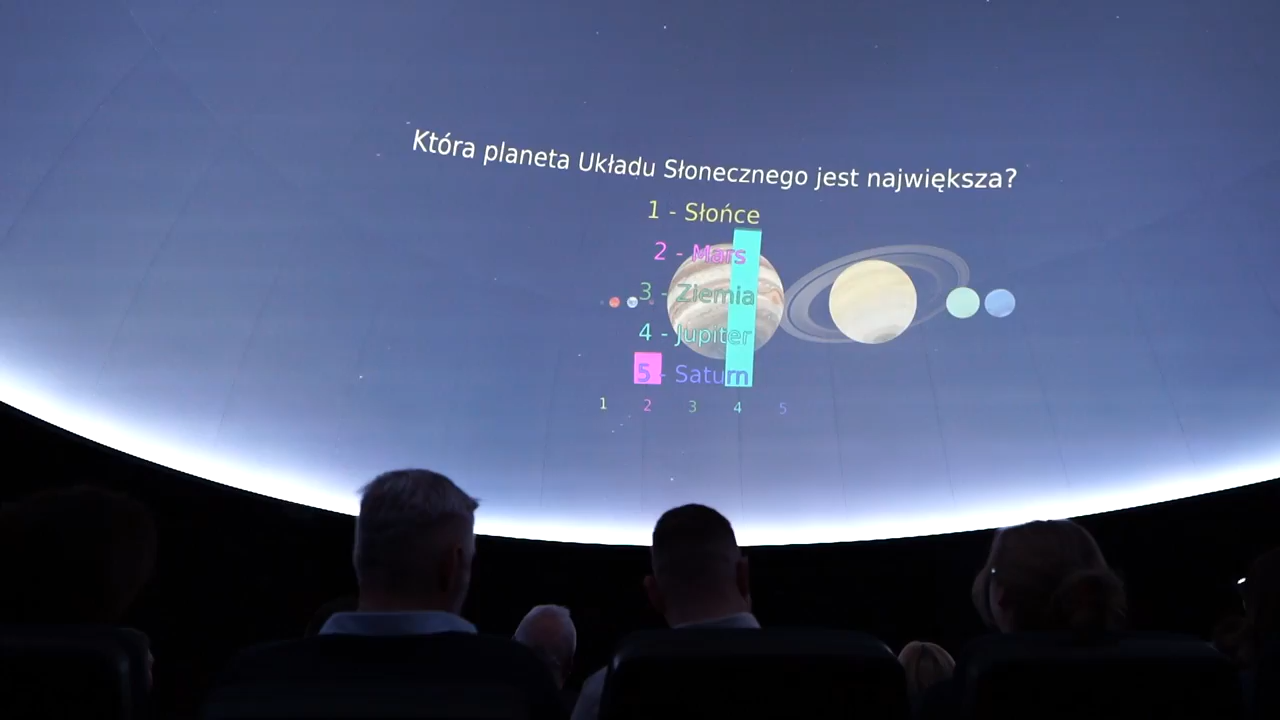 Która planeta Układu Słonecznego jest największa?
1 - Słońce
2 - Mars
3 - Ziemia
4 - Jupiter
5 - Saturn
1 2 3 4 5